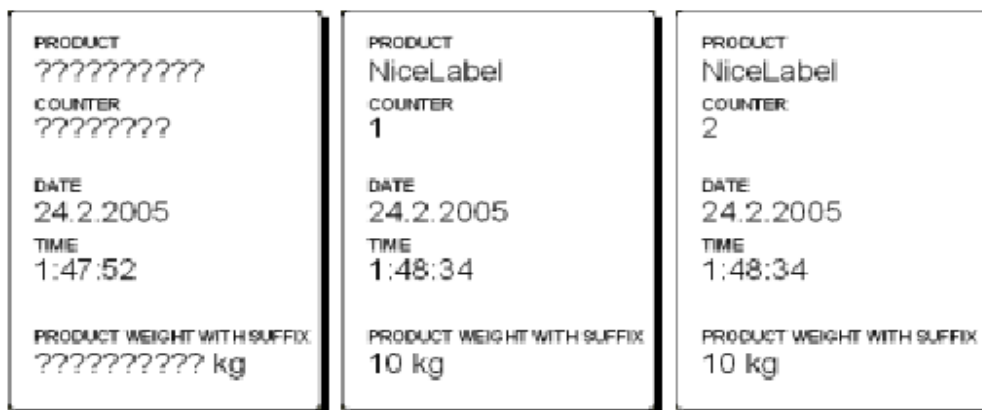 PRODUCT
??????????
COUNTER
????????
DATE
24.2.2005
TIME
1:47:52
PRODUCT WEIGHT WITH SUFFIX
?????????? kg
PRODUCT
NiceLabel
COUNTER
1
DATE
24.2.2005
TIME
1:48:34
PRODUCT WEIGHT WITH SUFFIX
10 kg
PRODUCT
NiceLabel
COUNTER
2
DATE
24.2.2005
TIME
1:48:34
PRODUCT WEIGHT WITH SUFFIX
10 kg